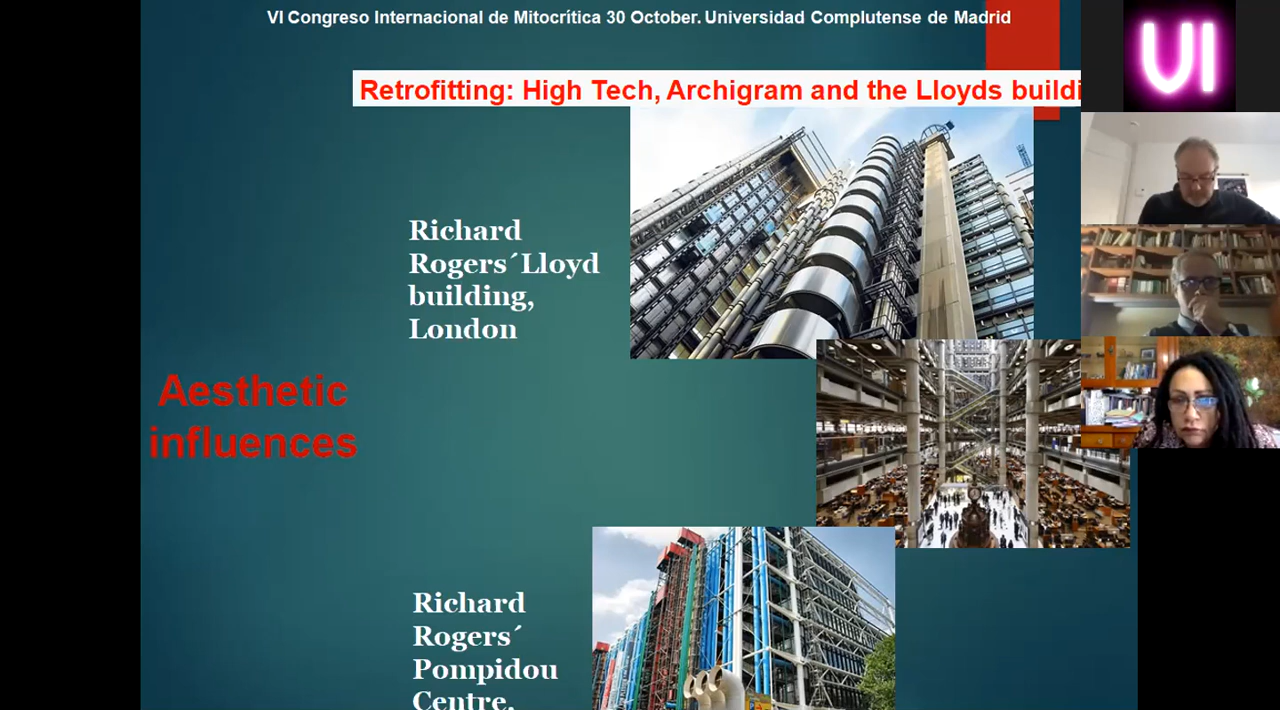 VI Congreso Internacional de Mitocrítica 30 October. Universidad Complutense de Madrid
Retrofitting: High Tech, Archigram and the Lloyds buildi
Richard
Rogers´Lloyd
building,
London
Aesthetic
influences
Richard
Rogers´
Pompidou
Centre,
VI